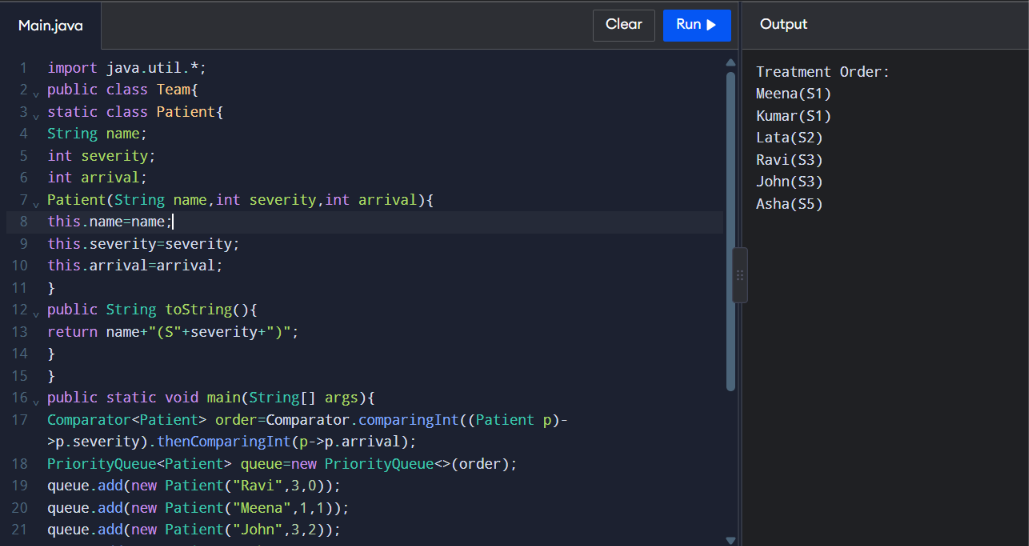 Main.java
Clear
Run
Output
1 import java.util.*;
2 public class Team{
3 static class Patient{
4 String name;
5 int severity;
6 int arrival;
7 Patient(String name,int severity,int arrival){
8 this.name=name;
9 this.severity=severity;
10 this.arrival=arrival;
11 }
12 public String toString(){
13 return name+"(S"+severity+")";
14 }
15 }
16 public static void main(String[] args){
17 Comparator<Patient> order=Comparator.comparingInt((Patient p)-
>p.severity).thenComparingInt(p->p.arrival);
18 PriorityQueue<Patient> queue=new PriorityQueue<>(order);
19 queue.add(new Patient("Ravi",3,0));
20 queue.add(new Patient("Meena",1,1));
21 queue.add(new Patient("John",3,2));
Treatment Order:
Meena(S1)
Kumar(S1)
Lata(S2)
Ravi(S3)
John(S3)
Asha(S5)